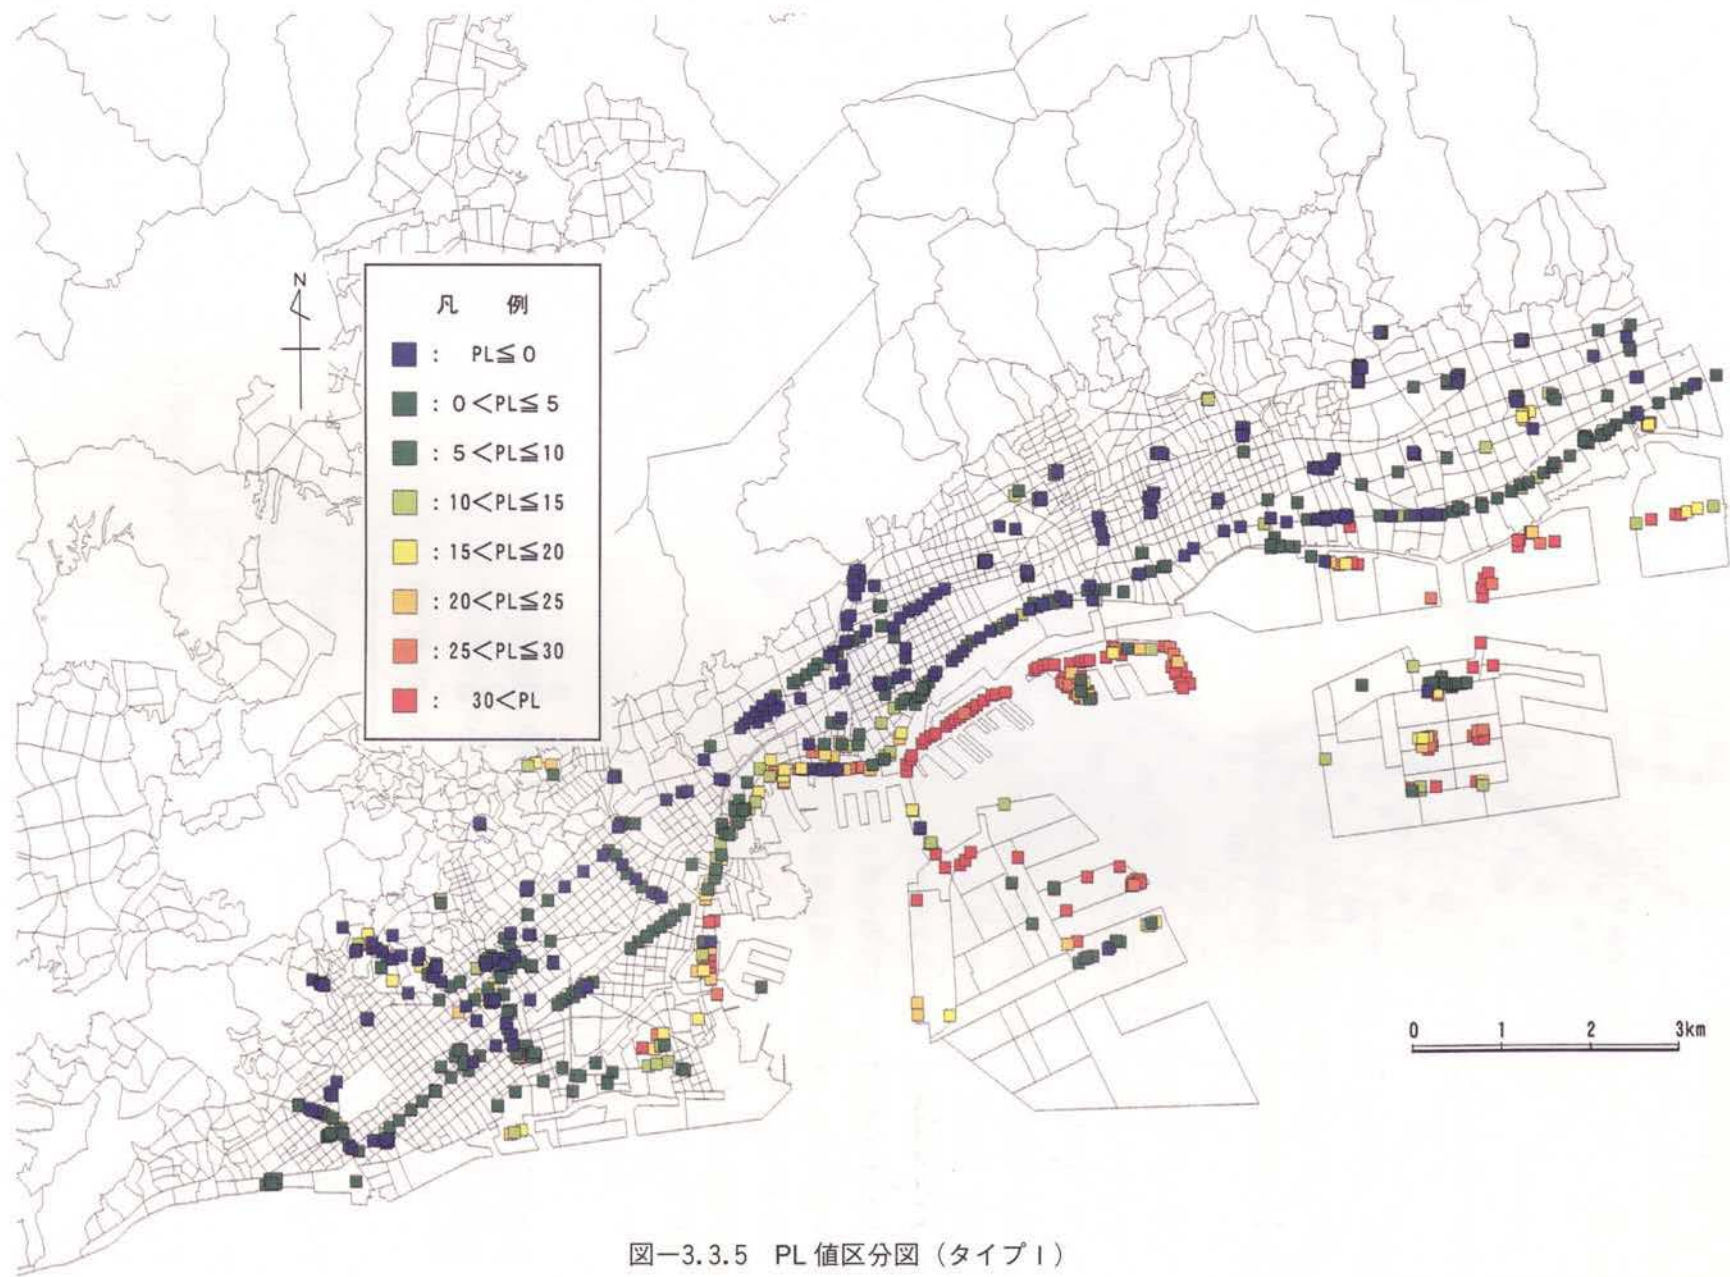 N
凡 例
: PL≦0
: 0<PL≦5
: 5<PL≦10
: 10<PL≦15
: 15<PL≦20
: 20<PL≦25
: 25<PL≦30
: 30<PL
0 1 2 3km
図-3.3.5 PL値区分図(タイプⅠ)